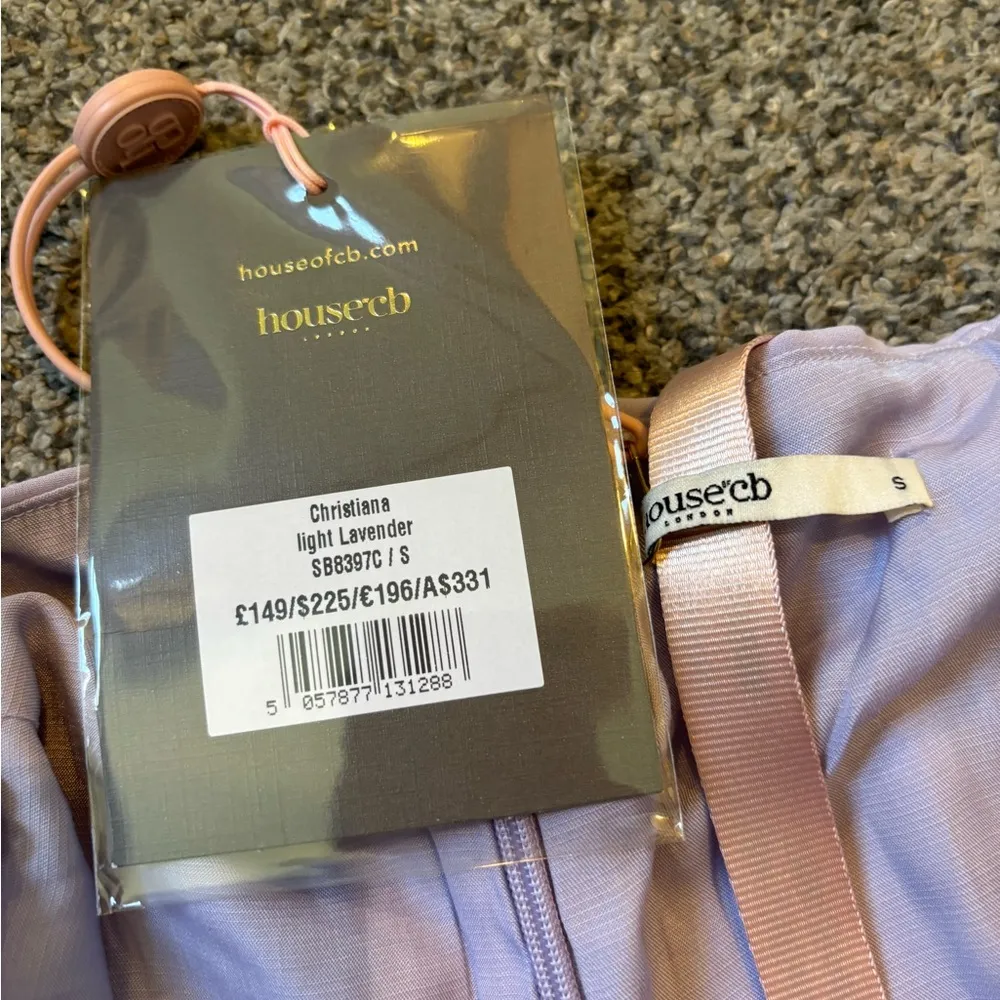 houseofcb.com
house of cb
LONDON
Christiana
light Lavender
SB8397C / S
£149/$225/€196/A$331
5 057877 131288
house of cb
LONDON
S